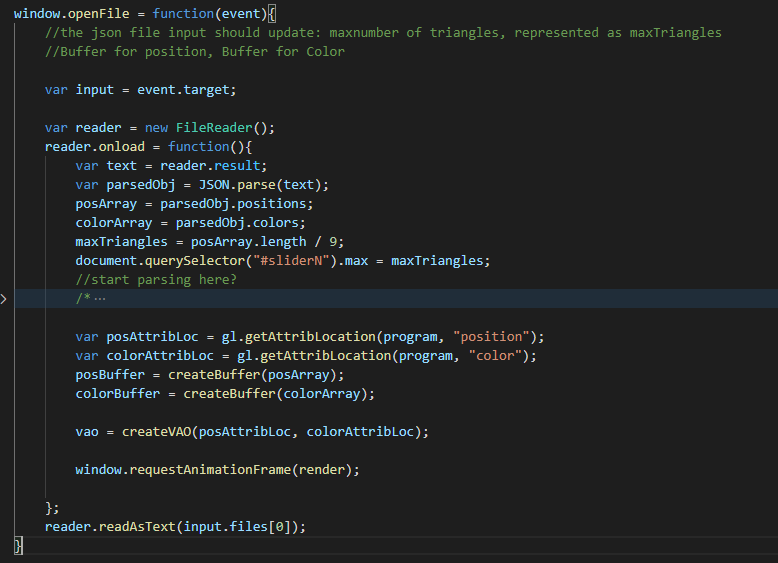 window.openFile = function(event){
//the json file input should update: maxnumber of triangles, represented as maxTriangles
//Buffer for position, Buffer for Color
var input = event.target;
var reader = new FileReader();
reader.onload = function(){
var text = reader.result;
var parsedObj = JSON.parse(text);
posArray = parsedObj.positions;
colorArray = parsedObj.colors;
maxTriangles = posArray.length / 9;
document.querySelector("#sliderN").max = maxTriangles;
//start parsing here?
/*⋯
var posAttribLoc = gl.getAttribLocation(program, "position");
var colorAttribLoc = gl.getAttribLocation(program, "color");
posBuffer = createBuffer(posArray);
colorBuffer = createBuffer(colorArray);
vao = createVAO(posAttribLoc, colorAttribLoc);
window.requestAnimationFrame(render);
};
reader.readAsText(input.files[0]);
}